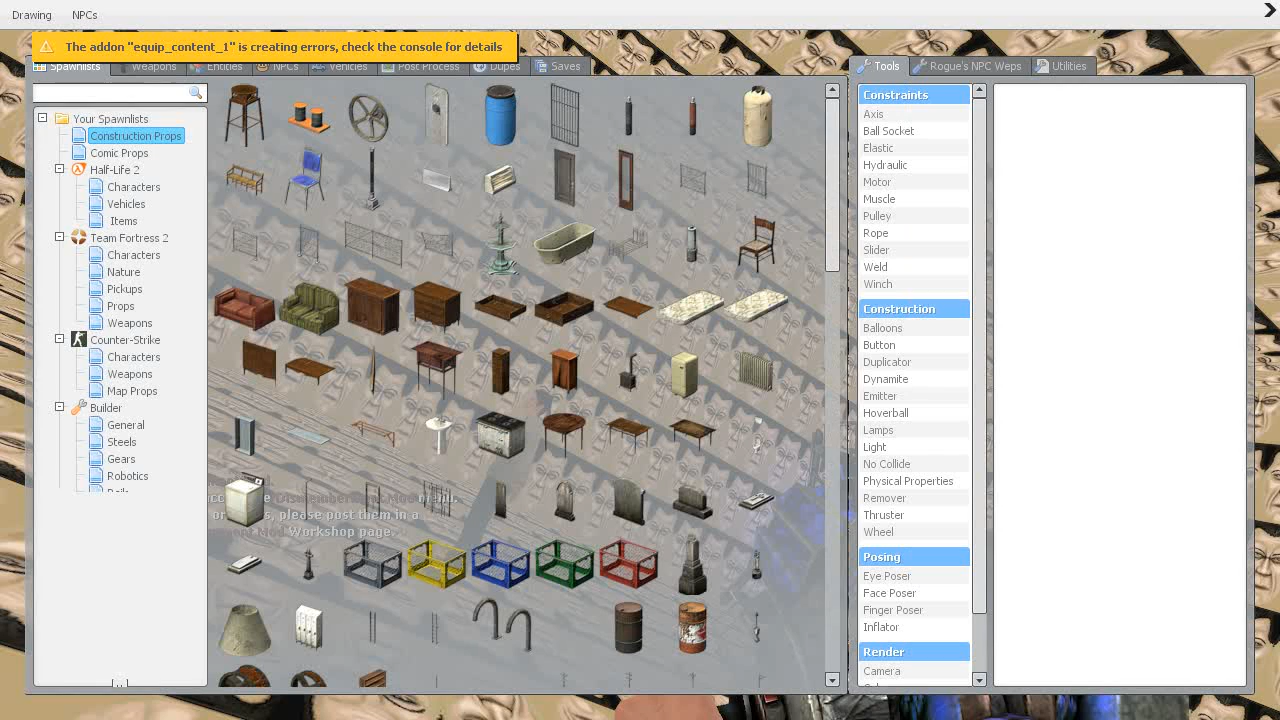 Drawing NPCs
The addon "equip_content_1" is creating errors, check the console for details
Spawnlists Weapons Entities NPCs Vehicles Post Process Dupes Saves
Tools Rogue's NPC Weps Utilities
Your Spawnlists
Construction Props
Comic Props
Half-Life 2
Characters
Vehicles
Items
Team Fortress 2
Characters
Nature
Pickups
Props
Weapons
Counter-Strike
Characters
Weapons
Map Props
Builder
General
Steels
Gears
Robotics
menu.
please post them in a
Workshop page.
Constraints
Axis
Ball Socket
Elastic
Hydraulic
Motor
Muscle
Pulley
Rope
Slider
Weld
Winch
Construction
Balloons
Button
Duplicator
Dynamite
Emitter
Hoverball
Lamps
Light
No Collide
Physical Properties
Remover
Thruster
Wheel
Posing
Eye Poser
Face Poser
Finger Poser
Inflator
Render
Camera